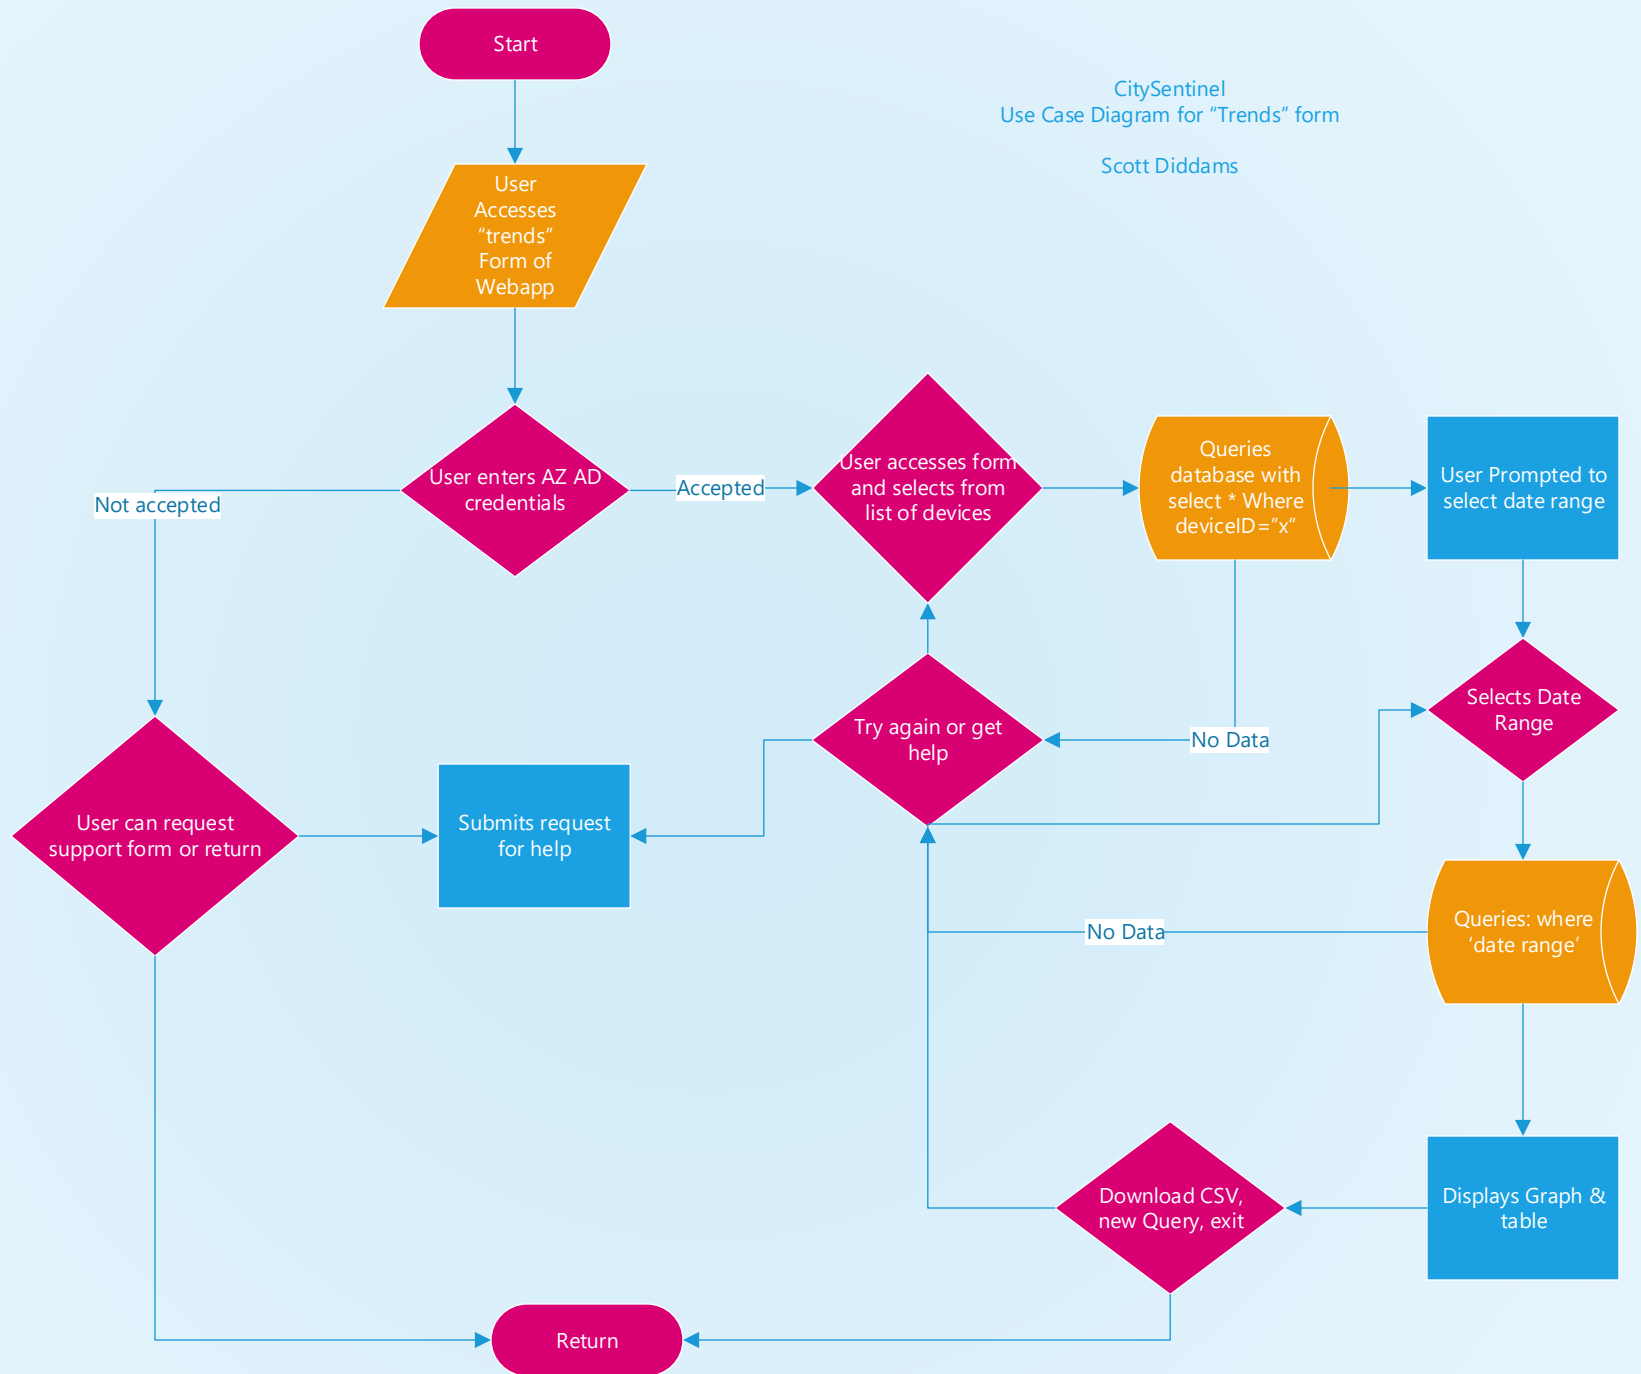 Start
CitySentinel
Use Case Diagram for “Trends” form
Scott Diddams
User
Accesses
“trends”
Form of
Webapp
User enters AZ AD
credentials
Accepted
Not accepted
User accesses form
and selects from
list of devices
Queries
database with
select * Where
deviceID=”x”
User Prompted to
select date range
Selects Date
Range
Try again or get
help
No Data
User can request
support form or return
Submits request
for help
Queries: where
‘date range’
No Data
Download CSV,
new Query, exit
Displays Graph &
table
Return